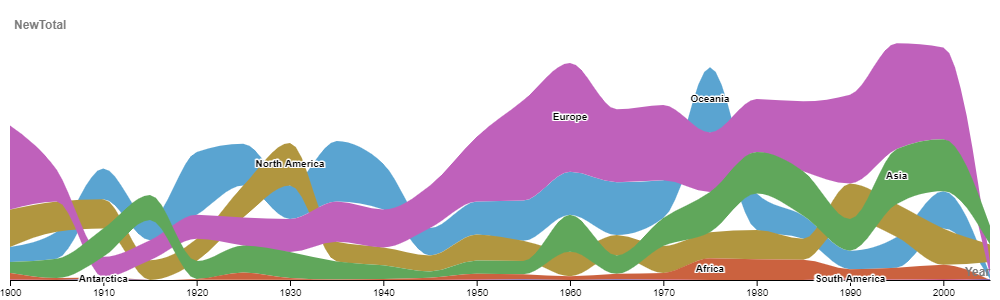 NewTotal
Oceania
Europe
North America
Asia
Africa
Year
Antarctica
South America
1900 1910 1920 1930 1940 1950 1960 1970 1980 1990 2000